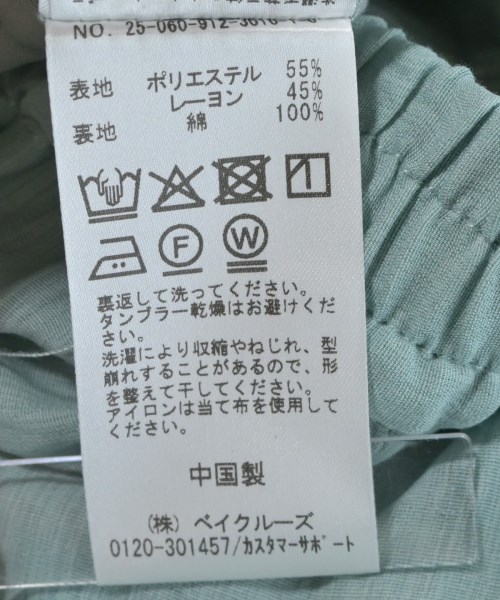 NO. 25-060-912-3610-1-0
表地 ポリエステル 55%
レーヨン 45%
裏地 綿 100%
F W
裏返して洗ってください。
タンブラー乾燥はお避けくだ
さい。
洗濯により収縮やねじれ、型
崩れすることがあるので、形
を整えて干してください。
アイロンは当て布を使用して
ください。
中国製
(株) ベイクルーズ
0120-301457/カスタマーサポート